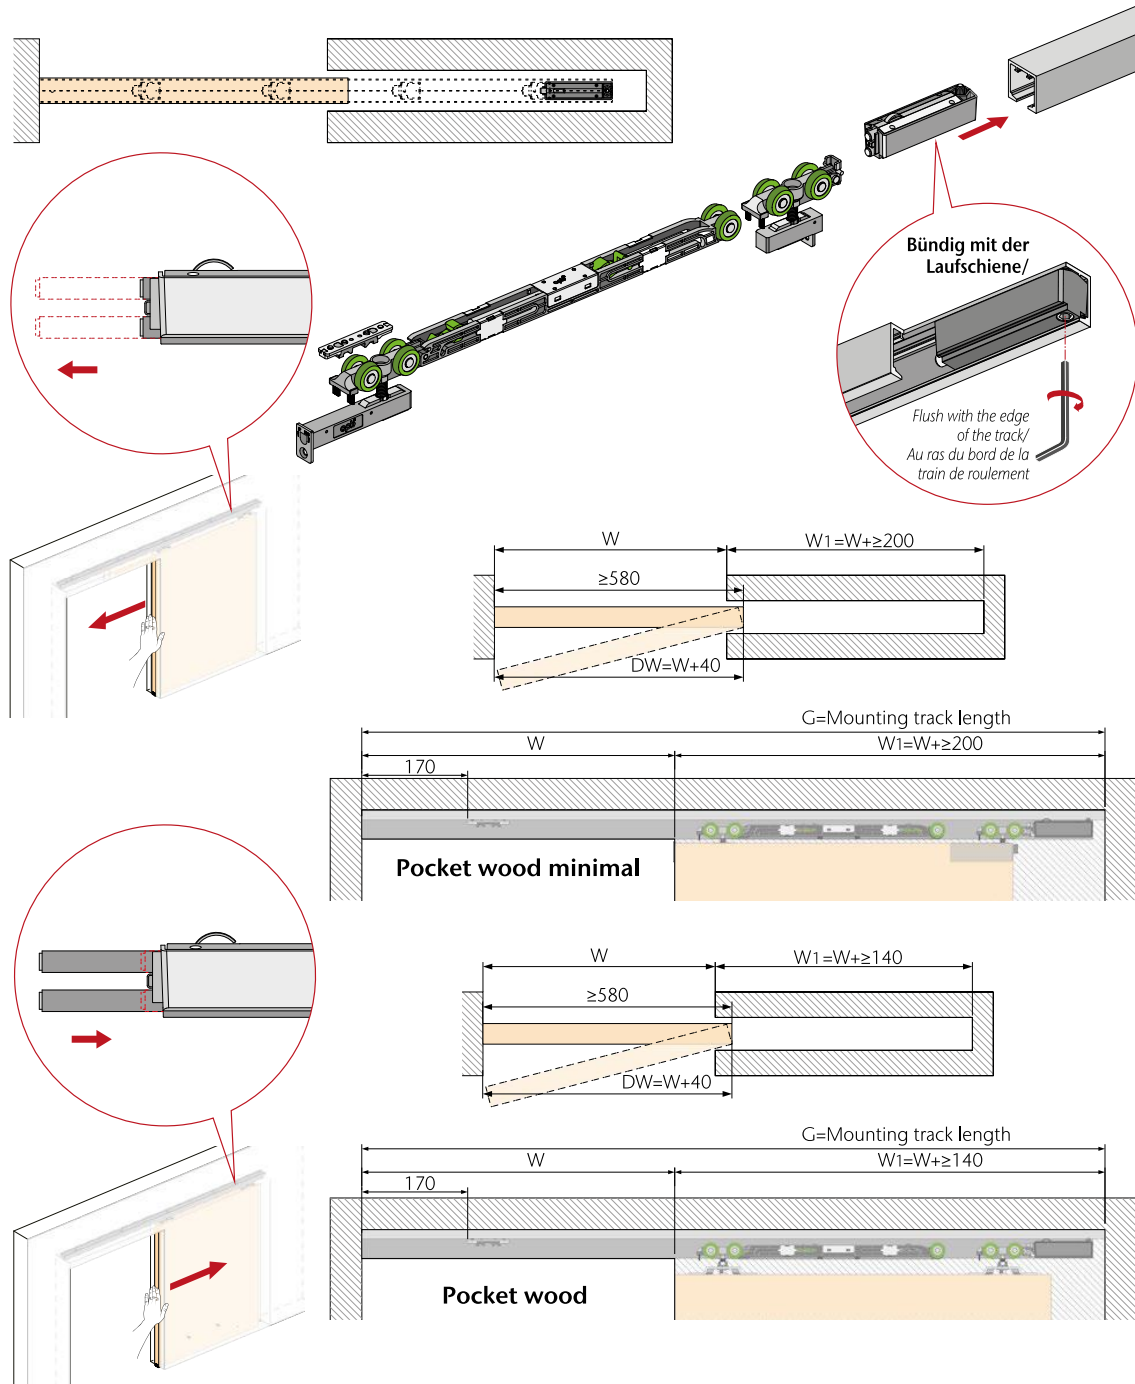 Bündig mit der
Laufschiene/
Flush with the edge
of the track/
Au ras du bord de la
train de roulement
W
W1=W+≥200
≥580
DW=W+40
G=Mounting track length
W
W1=W+≥200
170
Pocket wood minimal
W
W1=W+≥140
≥580
DW=W+40
G=Mounting track length
W
W1=W+≥140
170
Pocket wood